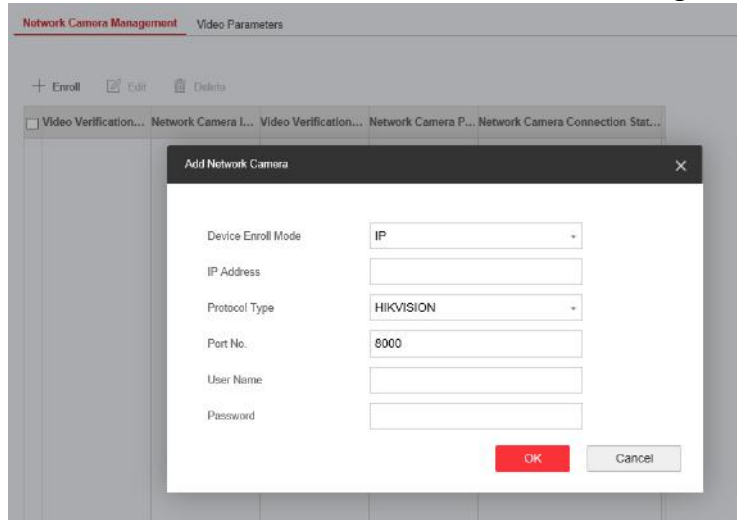 Network Camera Management Video Parameters
+ Enroll Edit Delete
Video Verification... Network Camera I... Video Verification... Network Camera P... Network Camera Connection Stat...
Add Network Camera
Device Enroll Mode IP
IP Address
Protocol Type HIKVISION
Port No. 8000
User Name
Password
OK Cancel